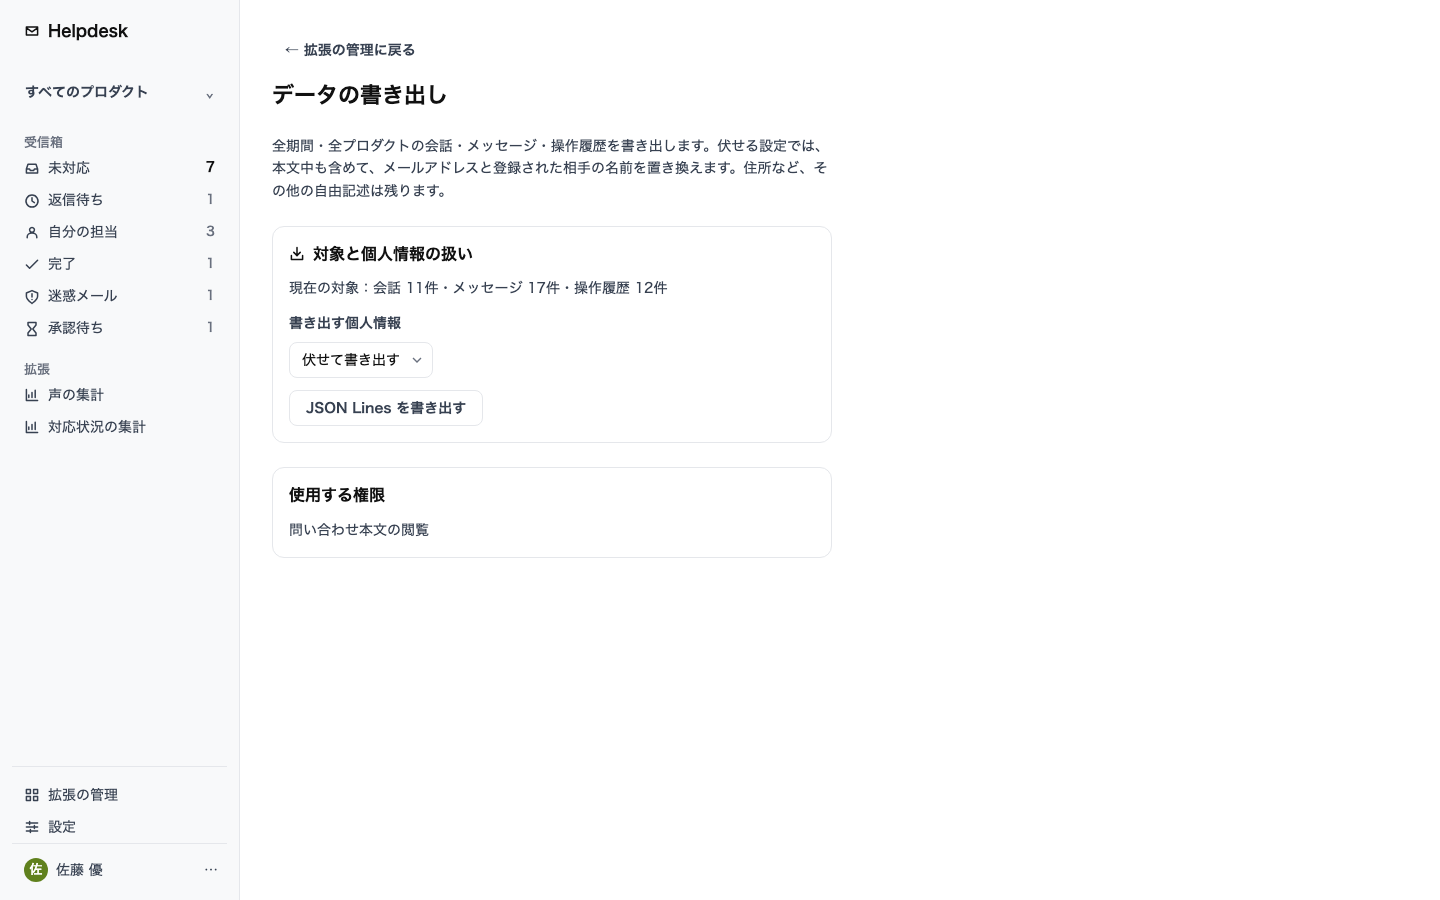 Helpdesk
すべてのプロダクト
受信箱
未対応 7
返信待ち 1
自分の担当 3
完了 1
迷惑メール 1
承認待ち 1
拡張
声の集計
対応状況の集計
拡張の管理
設定
佐 佐藤 優 …
← 拡張の管理に戻る
データの書き出し
全期間・全プロダクトの会話・メッセージ・操作履歴を書き出します。伏せる設定では、
本文中も含めて、メールアドレスと登録された相手の名前を置き換えます。住所など、そ
の他の自由記述は残ります。
対象と個人情報の扱い
現在の対象：会話 11件・メッセージ 17件・操作履歴 12件
書き出す個人情報
伏せて書き出す
JSON Lines を書き出す
使用する権限
問い合わせ本文の閲覧